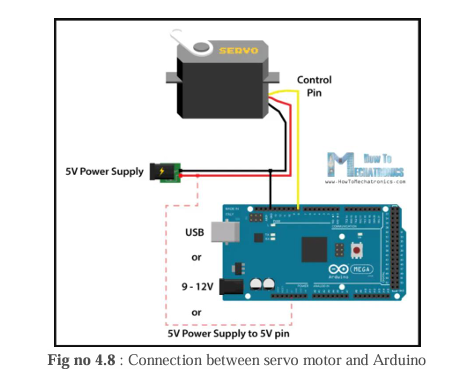 SERVO
Control
Pin
5V Power Supply
How To
MECHATRONICS
www.HowToMechatronics.com
USB
or
9 - 12V
or
MEGA
Arduino
5V Power Supply to 5V pin
Fig no 4.8 : Connection between servo motor and Arduino